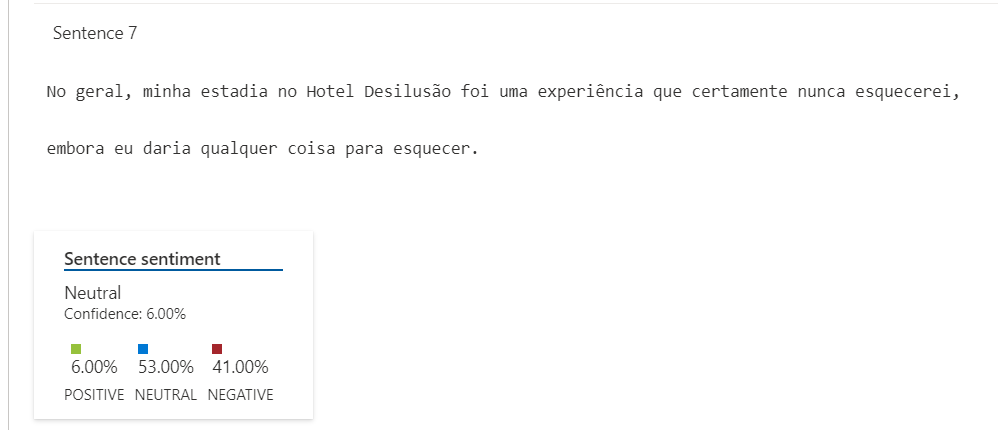 Sentence 7
No geral, minha estadia no Hotel Desilusão foi uma experiência que certamente nunca esquecerei,
embora eu daria qualquer coisa para esquecer.
Sentence sentiment
Neutral
Confidence: 6.00%
6.00% 53.00% 41.00%
POSITIVE NEUTRAL NEGATIVE